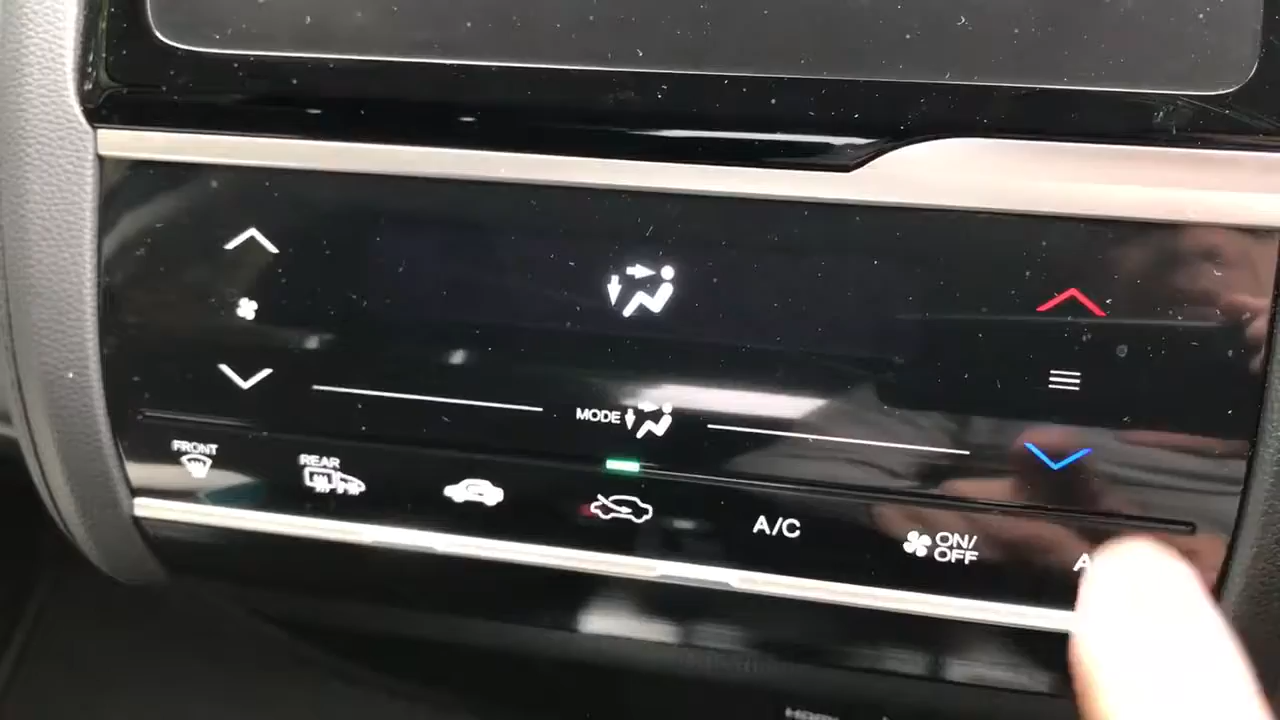 MODE
FRONT
REAR
A/C
ON/
OFF